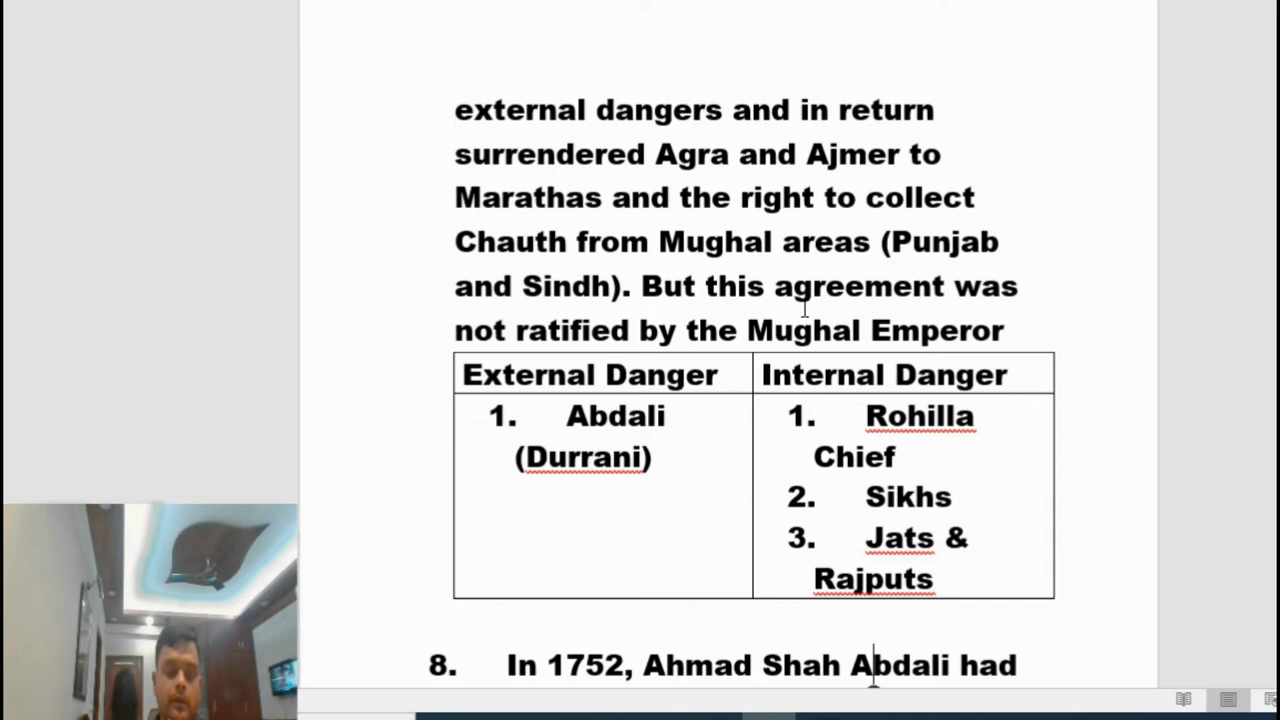 external dangers and in return
surrendered Agra and Ajmer to
Marathas and the right to collect
Chauth from Mughal areas (Punjab
and Sindh). But this agreement was
not ratified by the Mughal Emperor
External Danger
1. Abdali
(Durrani)
Internal Danger
1. Rohilla
Chief
2. Sikhs
3. Jats &
Rajputs
8. In 1752, Ahmad Shah Abdali had